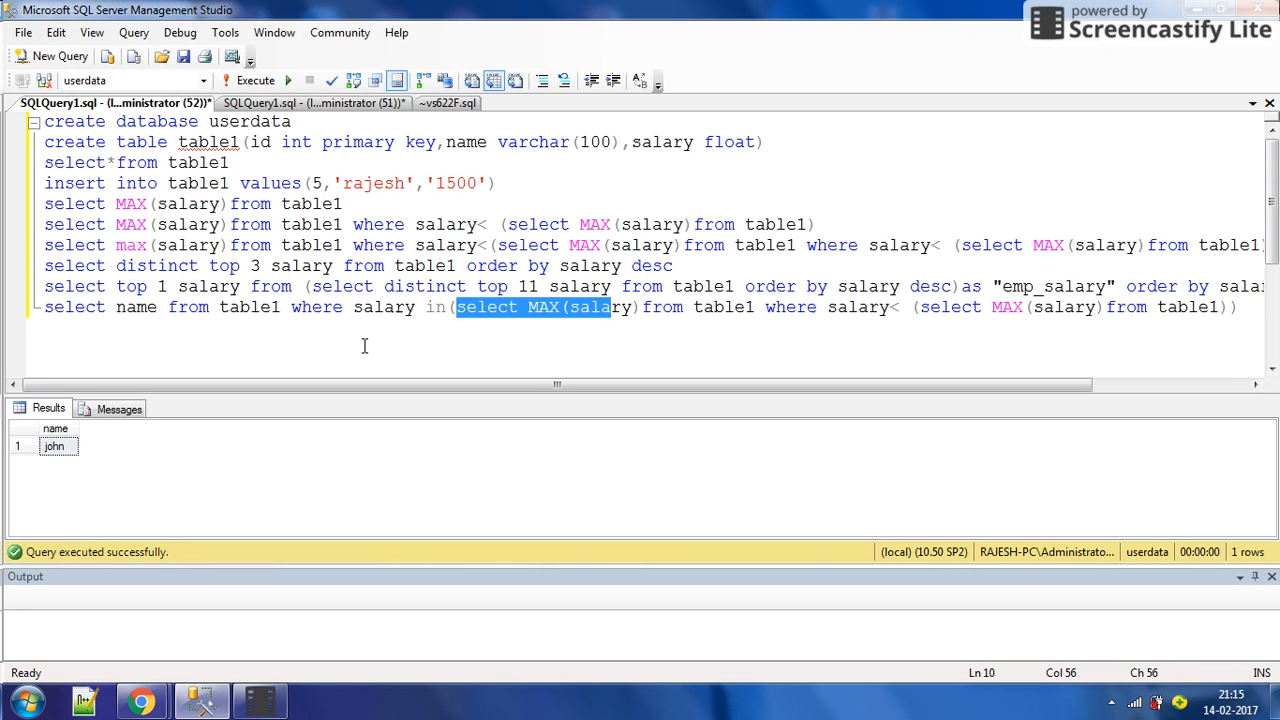 Microsoft SQL Server Management Studio
powered by
Screencastify Lite
File Edit View Query Debug Tools Window Community Help
New Query
userdata Execute
SQLQuery1.sql - (l...ministrator (52))* SQLQuery1.sql - (l...ministrator (51))* ~vs622F.sql
create database userdata
create table table1(id int primary key,name varchar(100),salary float)
select*from table1
insert into table1 values(5,'rajesh','1500')
select MAX(salary)from table1
select MAX(salary)from table1 where salary< (select MAX(salary)from table1)
select max(salary)from table1 where salary<(select MAX(salary)from table1 where salary< (select MAX(salary)from table1)
select distinct top 3 salary from table1 order by salary desc
select top 1 salary from (select distinct top 11 salary from table1 order by salary desc)as "emp_salary" order by sala
select name from table1 where salary in(select MAX(salary)from table1 where salary< (select MAX(salary)from table1))
Results Messages
name
1 john
Query executed successfully. (local) (10.50 SP2) RAJESH-PC\Administrato... userdata 00:00:00 1 rows
Output
Ready Ln 10 Col 56 Ch 56 INS
21:15
14-02-2017